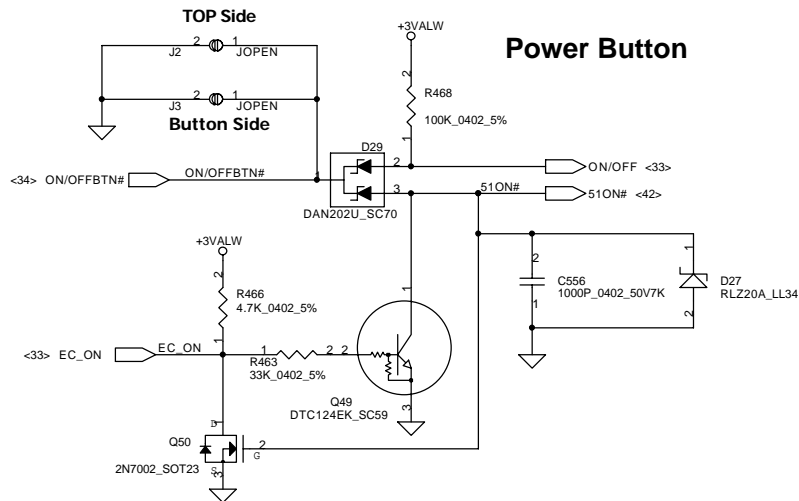 TOP Side
2 1
J2 JOPEN
2 1
J3 JOPEN
Button Side
+3VALW
Power Button
2
R468
100K_0402_5%
1
D29
<34> ON/OFFBTN# ON/OFFBTN# 1
2
ON/OFF <33>
3
51ON#
51ON# <42>
DAN202U_SC70
+3VALW
2
R466
4.7K_0402_5%
1
1
2
C556
1000P_0402_50V7K
1
1
D27
RLZ20A_LL34
2
<33> EC_ON EC_ON
1 2 2
R463
33K_0402_5%
Q49
DTC124EK_SC59
3
1
D
Q50
2
G
2N7002_SOT23
S
3